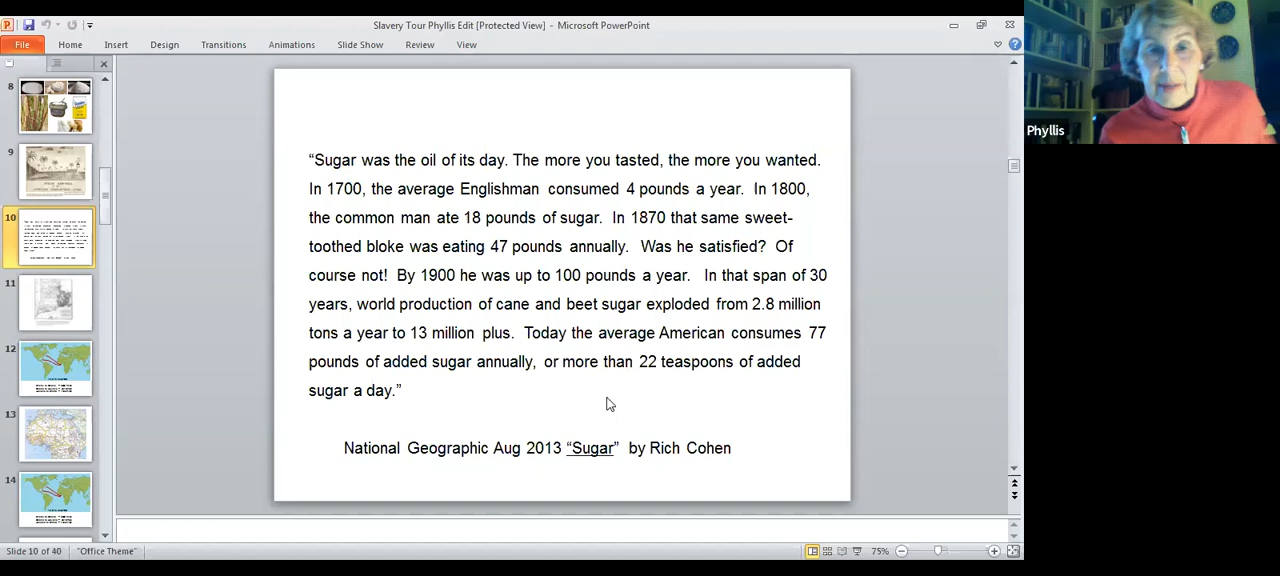 Slavery Tour Phyllis Edit [Protected View] - Microsoft PowerPoint
File Home Insert Design Transitions Animations Slide Show Review View
8
9
10
11
12
13
14
“Sugar was the oil of its day. The more you tasted, the more you wanted.
In 1700, the average Englishman consumed 4 pounds a year. In 1800,
the common man ate 18 pounds of sugar. In 1870 that same sweet-
toothed bloke was eating 47 pounds annually. Was he satisfied? Of
course not! By 1900 he was up to 100 pounds a year. In that span of 30
years, world production of cane and beet sugar exploded from 2.8 million
tons a year to 13 million plus. Today the average American consumes 77
pounds of added sugar annually, or more than 22 teaspoons of added
sugar a day.”
National Geographic Aug 2013 “Sugar” by Rich Cohen
Phyllis
Slide 10 of 40 "Office Theme" 75%